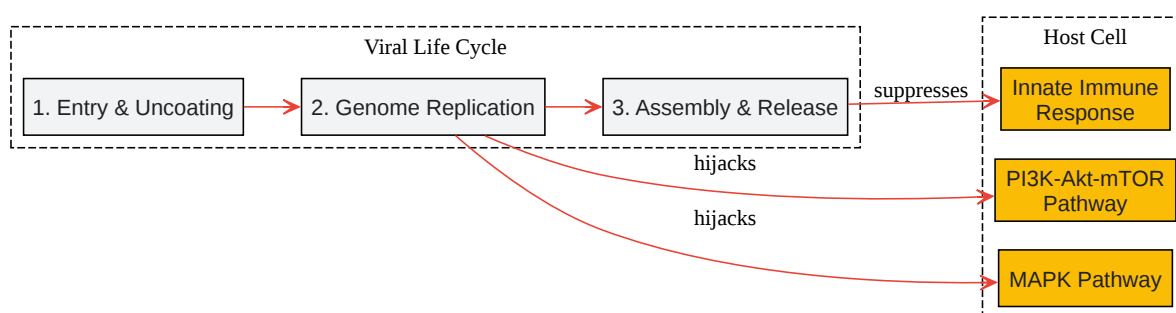 Viral Life Cycle
Host Cell
1. Entry & Uncoating
2. Genome Replication
3. Assembly & Release
suppresses
Innate Immune
Response
hijacks
PI3K-Akt-mTOR
Pathway
hijacks
MAPK Pathway